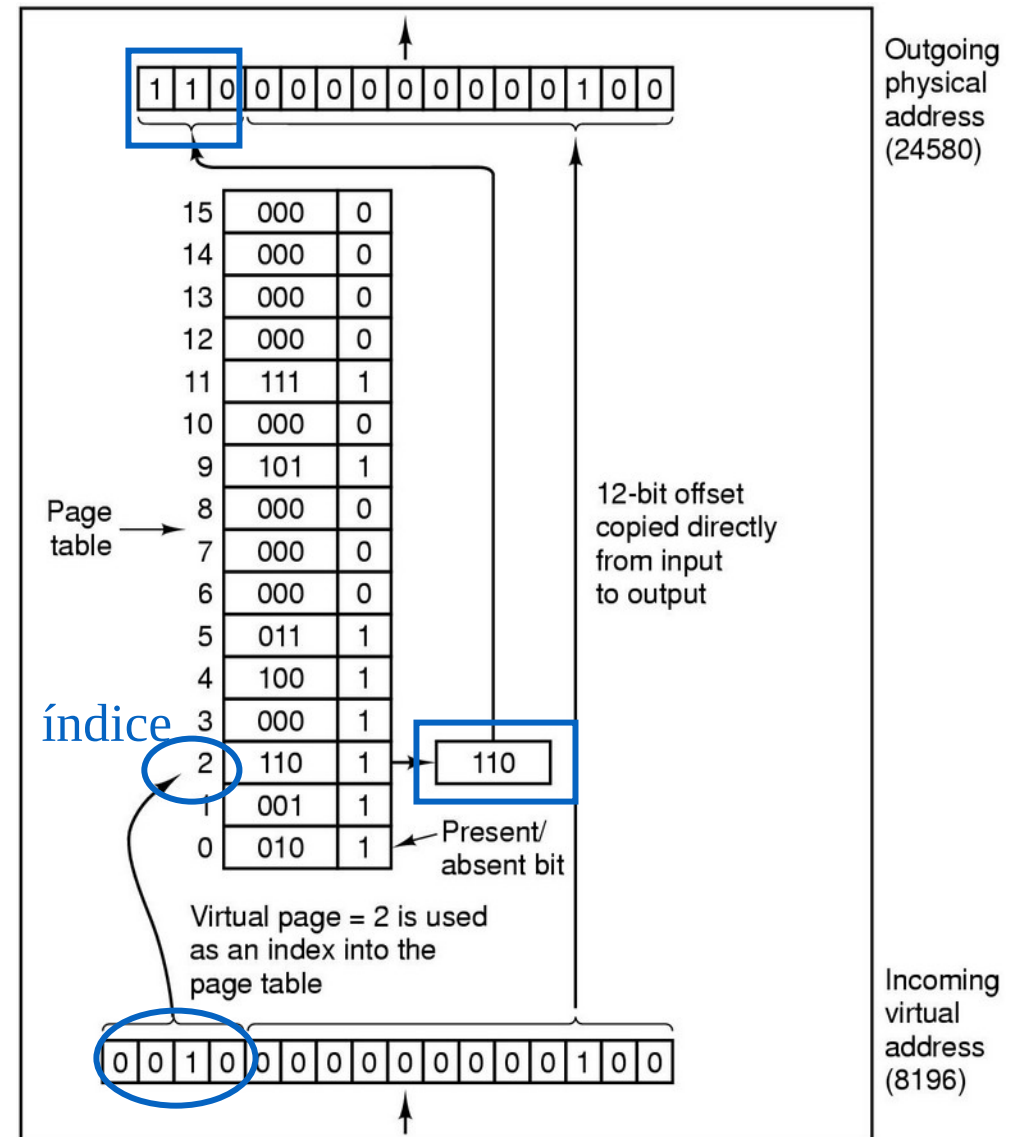 1 1 0 0 0 0 0 0 0 0 0 0 1 0 0
Outgoing
physical
address
(24580)
15 000 0
14 000 0
13 000 0
12 000 0
11 111 1
10 000 0
9 101 1
8 000 0
7 000 0
6 000 0
5 011 1
4 100 1
3 000 1
2 110 1
1 001 1
0 010 1
Page
table
índice
110
12-bit offset
copied directly
from input
to output
Present/
absent bit
Virtual page = 2 is used
as an index into the
page table
0 0 1 0 0 0 0 0 0 0 0 0 0 1 0 0
Incoming
virtual
address
(8196)